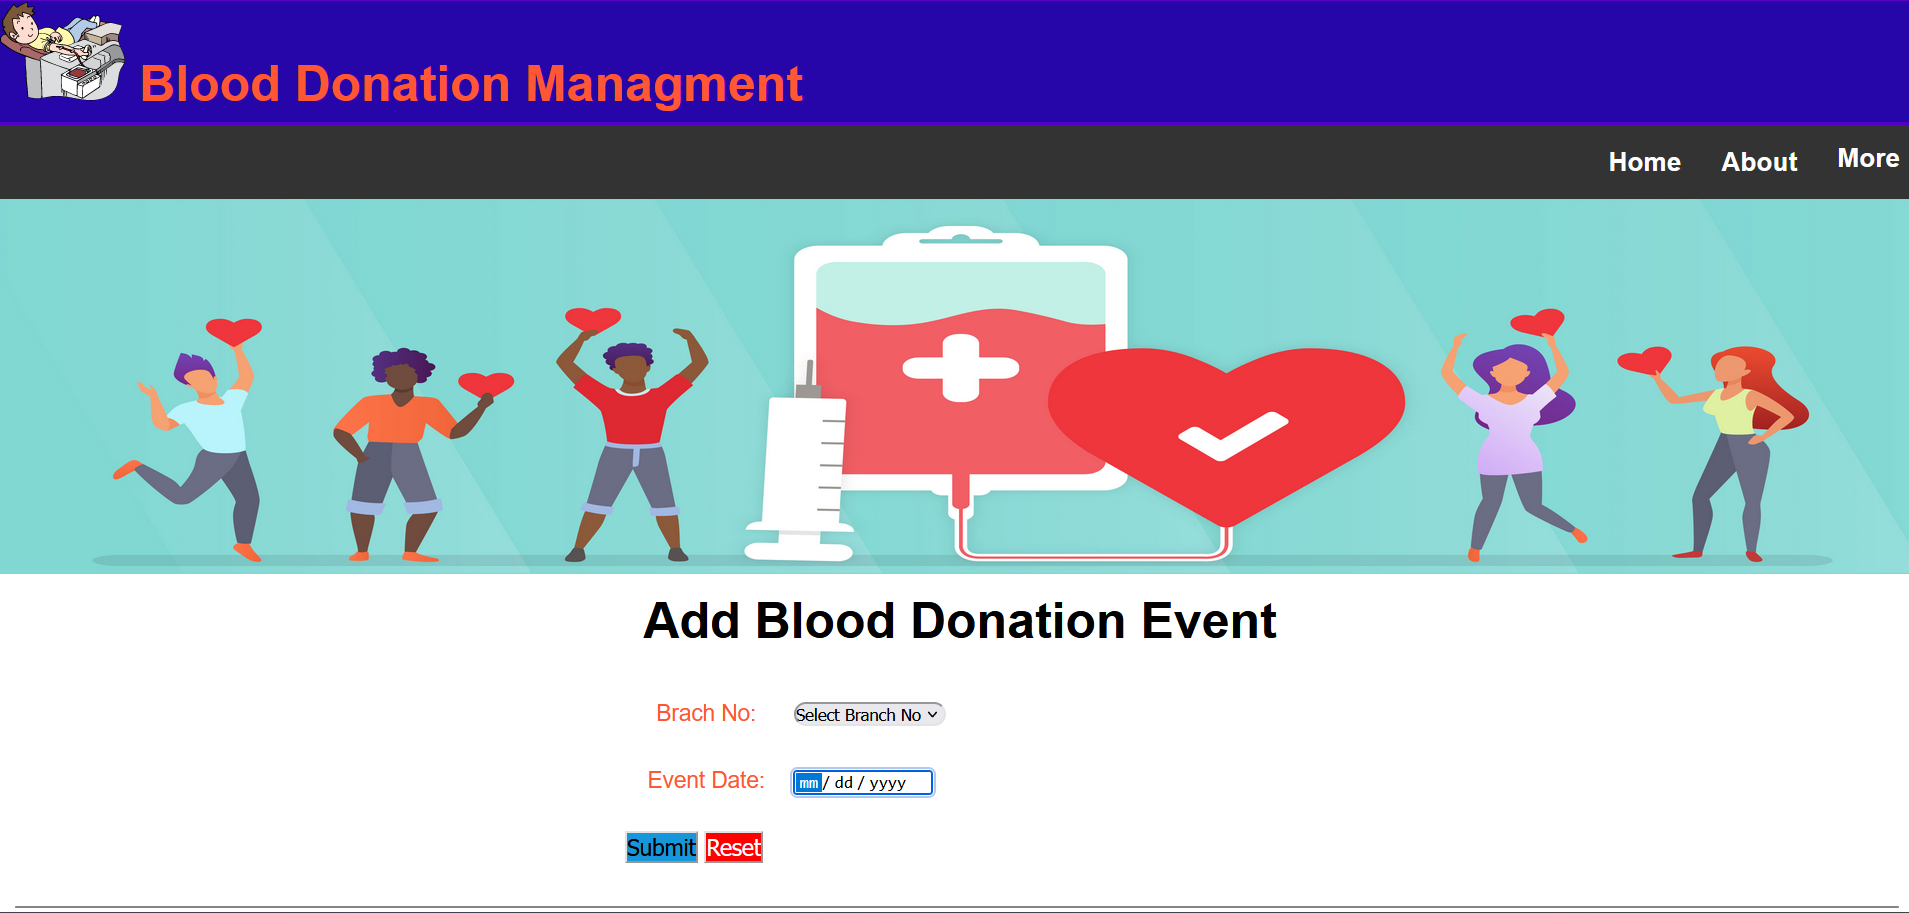 Blood Donation Managment
Home About More
Add Blood Donation Event
Brach No: Select Branch No
Event Date: mm / dd / yyyy
Submit Reset